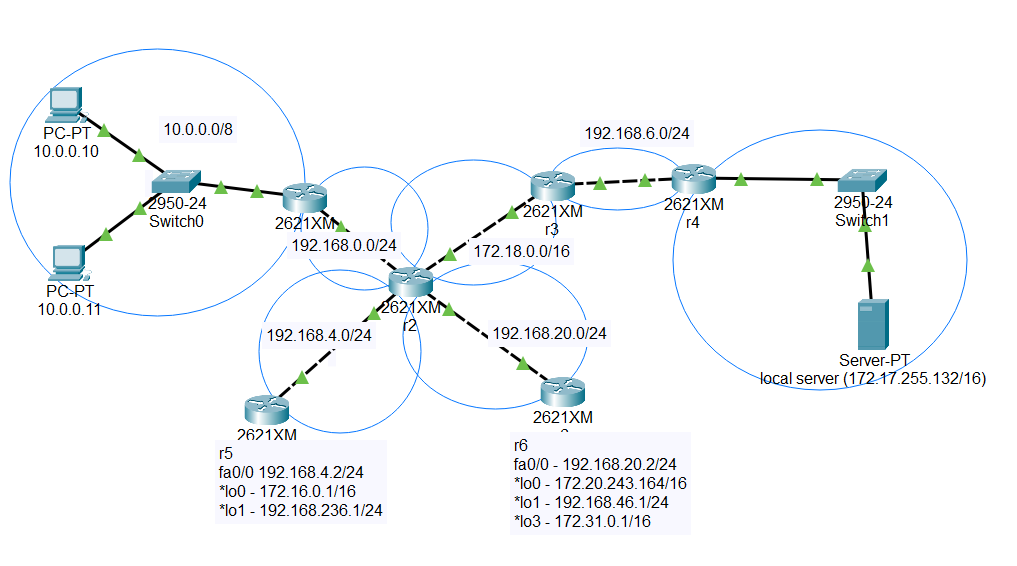 PC-PT
10.0.0.10
10.0.0.0/8
2950-24
Switch0
PC-PT
10.0.0.11
2621XM
192.168.0.0/24
2621XM
r2
172.18.0.0/16
2621XM
r3
192.168.6.0/24
2621XM
r4
2950-24
Switch1
Server-PT
local server (172.17.255.132/16)
192.168.4.0/24
192.168.20.0/24
2621XM
r5
fa0/0 192.168.4.2/24
*lo0 - 172.16.0.1/16
*lo1 - 192.168.236.1/24
2621XM
r6
fa0/0 - 192.168.20.2/24
*lo0 - 172.20.243.164/16
*lo1 - 192.168.46.1/24
*lo3 - 172.31.0.1/16